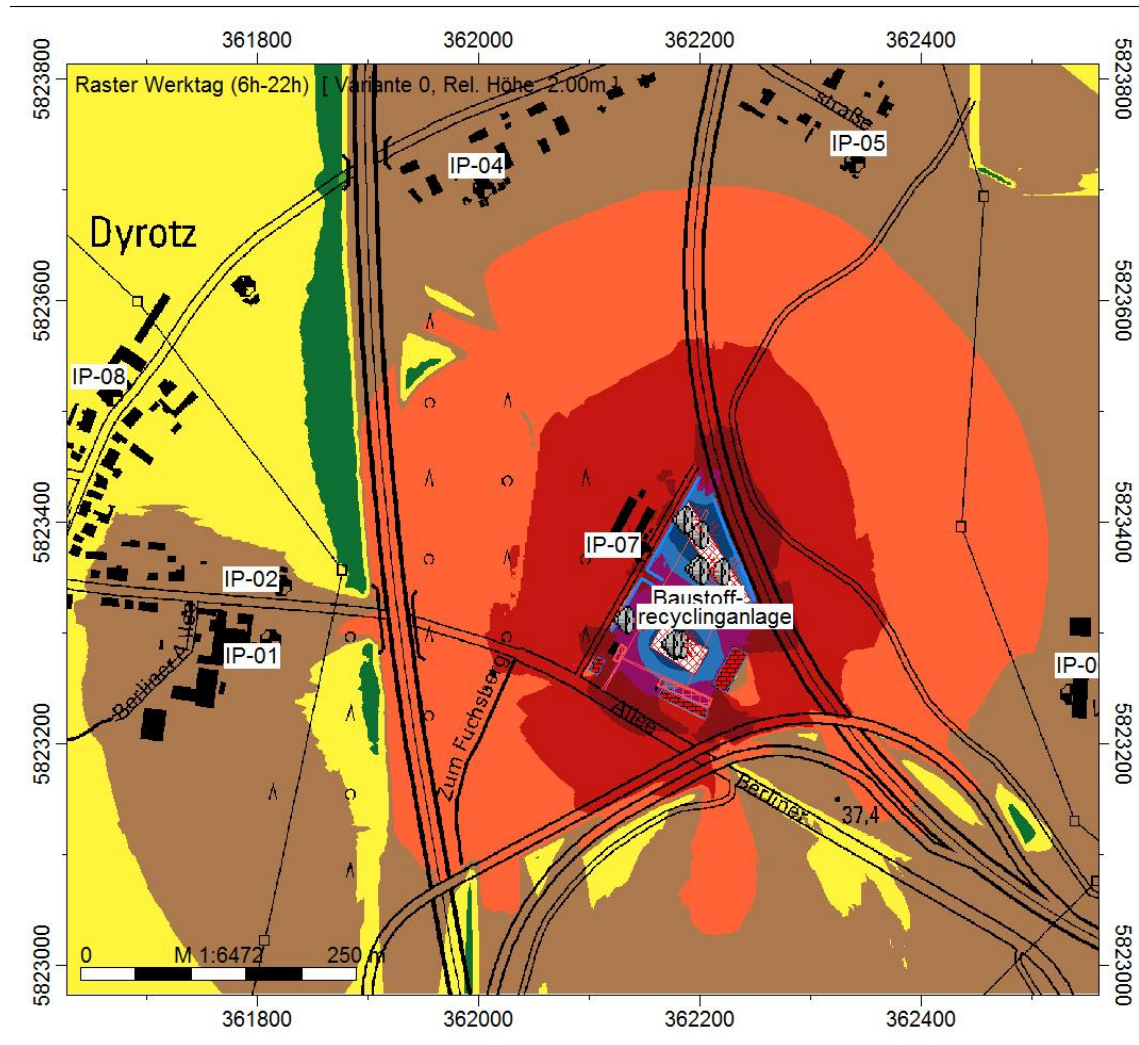 361800 362000 362200 362400
5823800 5823800
Raster Werktag (6h-22h) [ Variante 0, Rel. Höhe 2.00m ]
straße
IP-05
IP-04
Dyrotz
5823600 5823600
IP-08
5823400 5823400
IP-07
IP-02
Baustoff-
recyclinganlage
IP-01
IP-0
Berliner Allee
Zum Fuchsberg
Allee
5823200 5823200
Berliner
37,4
0 M 1:6472 250 m
5823000 5823000
361800 362000 362200 362400